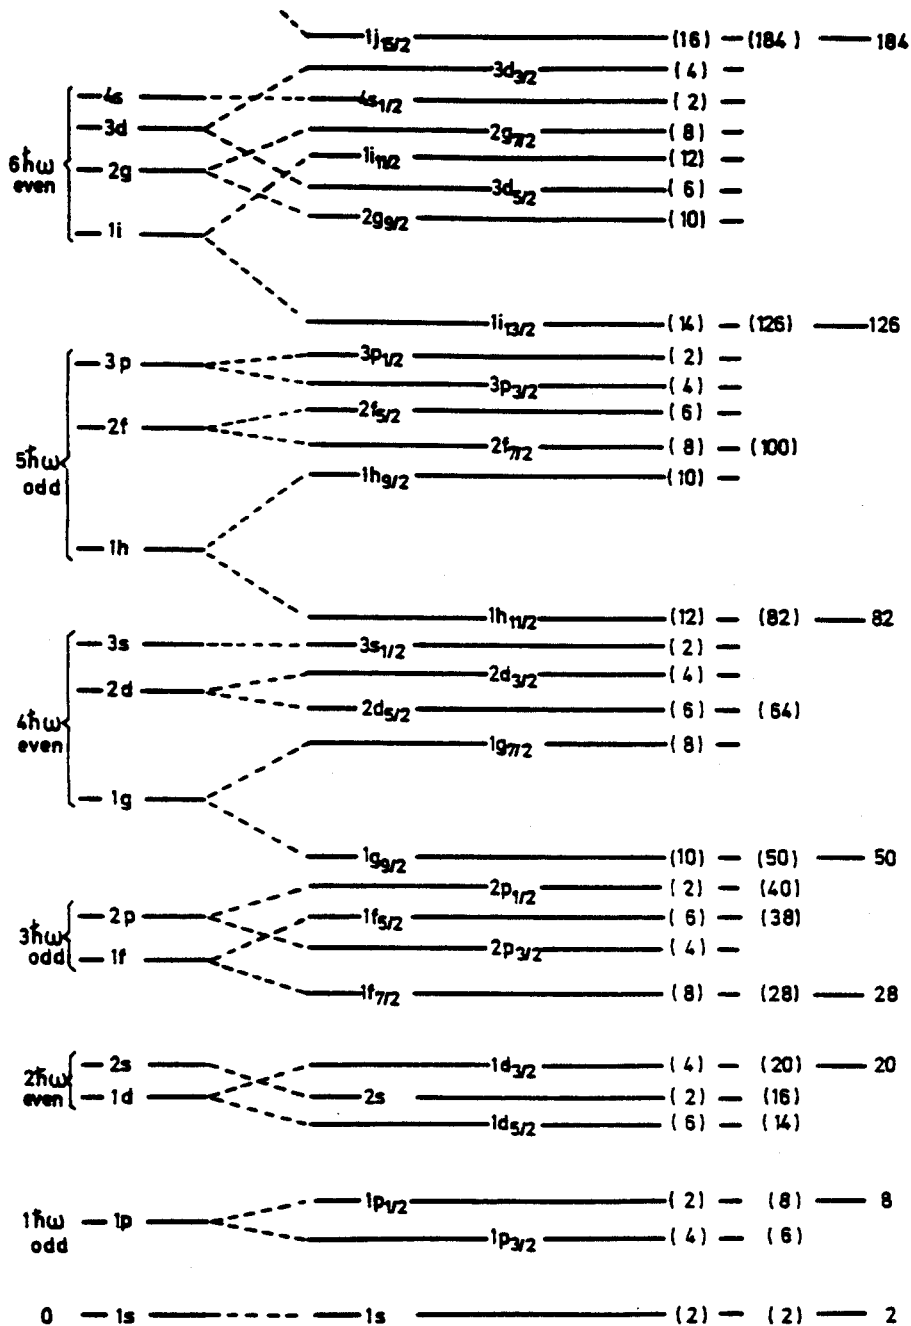 1j15/2 (16) (184) 184
3d3/2 (4)
4s 4s1/2 (2)
3d
2g7/2 (8)
1i11/2 (12)
6ħω even
2g
3d5/2 (6)
2g9/2 (10)
1i
1i13/2 (14) (126) 126
3p 3p1/2 (2)
3p3/2 (4)
2f5/2 (6)
2f
2f7/2 (8) (100)
5ħω odd
1h9/2 (10)
1h
1h11/2 (12) (82) 82
3s 3s1/2 (2)
2d3/2 (4)
2d
2d5/2 (6) (64)
4ħω even
1g7/2 (8)
1g
1g9/2 (10) (50) 50
2p1/2 (2) (40)
2p 1f5/2 (6) (38)
3ħω odd
2p3/2 (4)
1f
1f7/2 (8) (28) 28
2s 1d3/2 (4) (20) 20
2ħω even
1d 2s (2) (16)
1d5/2 (6) (14)
1p1/2 (2) (8) 8
1ħω odd
1p
1p3/2 (4) (6)
0 1s 1s (2) (2) 2